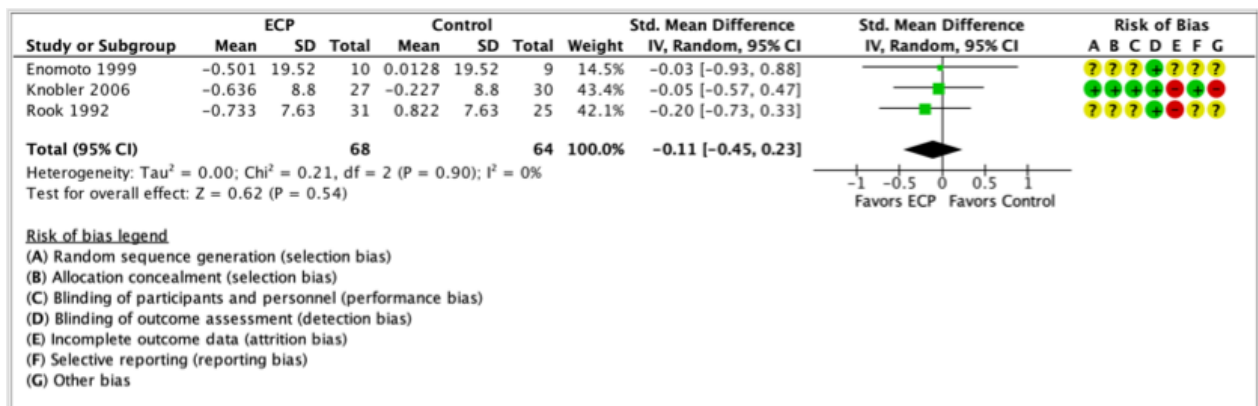 ECP Control Std. Mean Difference Std. Mean Difference Risk of Bias
Study or Subgroup Mean SD Total Mean SD Total Weight IV, Random, 95% CI IV, Random, 95% CI A B C D E F G
Enomoto 1999 −0.501 19.52 10 0.0128 19.52 9 14.5% −0.03 [−0.93, 0.88] ? ? ? + ? ? ?
Knobler 2006 −0.636 8.8 27 −0.227 8.8 30 43.4% −0.05 [−0.57, 0.47] + + + + − + −
Rook 1992 −0.733 7.63 31 0.822 7.63 25 42.1% −0.20 [−0.73, 0.33] ? ? ? + − ? ?
Total (95% CI) 68 64 100.0% −0.11 [−0.45, 0.23]
Heterogeneity: Tau² = 0.00; Chi² = 0.21, df = 2 (P = 0.90); I² = 0%
Test for overall effect: Z = 0.62 (P = 0.54)
−1 −0.5 0 0.5 1
Favors ECP Favors Control
Risk of bias legend
(A) Random sequence generation (selection bias)
(B) Allocation concealment (selection bias)
(C) Blinding of participants and personnel (performance bias)
(D) Blinding of outcome assessment (detection bias)
(E) Incomplete outcome data (attrition bias)
(F) Selective reporting (reporting bias)
(G) Other bias